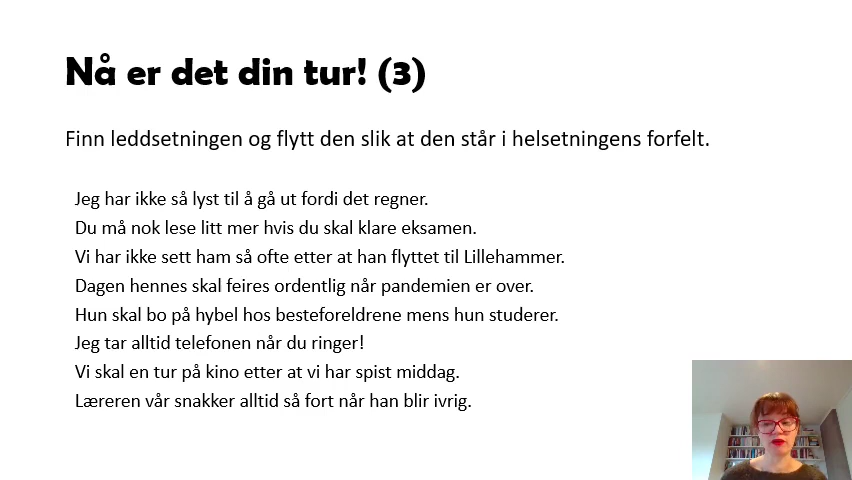 Nå er det din tur! (3)
Finn leddsetningen og flytt den slik at den står i helsetningens forfelt.
Jeg har ikke så lyst til å gå ut fordi det regner.
Du må nok lese litt mer hvis du skal klare eksamen.
Vi har ikke sett ham så ofte etter at han flyttet til Lillehammer.
Dagen hennes skal feires ordentlig når pandemien er over.
Hun skal bo på hybel hos besteforeldrene mens hun studerer.
Jeg tar alltid telefonen når du ringer!
Vi skal en tur på kino etter at vi har spist middag.
Læreren vår snakker alltid så fort når han blir ivrig.